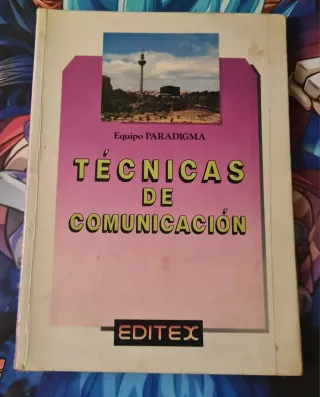 Equipo PARADIGMA
TÉCNICAS
DE
COMUNICACIÓN
EDITEX